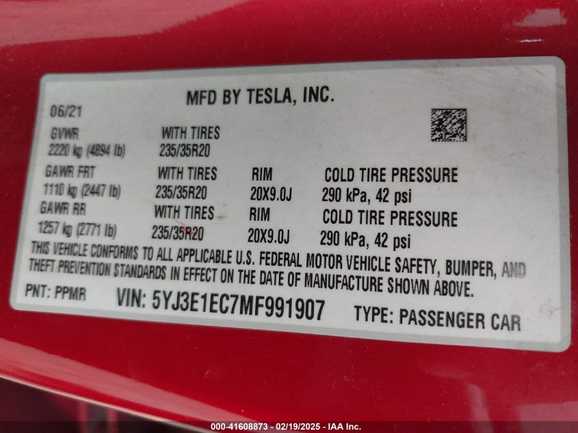 MFD BY TESLA, INC.
06/21
GVWR WITH TIRES
2220 kg (4894 lb) 235/35R20
GAWR FRT WITH TIRES RIM COLD TIRE PRESSURE
1110 kg (2447 lb) 235/35R20 20X9.0J 290 kPa, 42 psi
GAWR RR WITH TIRES RIM COLD TIRE PRESSURE
1257 kg (2771 lb) 235/35R20 20X9.0J 290 kPa, 42 psi
THIS VEHICLE CONFORMS TO ALL APPLICABLE U.S. FEDERAL MOTOR VEHICLE SAFETY, BUMPER, AND
THEFT PREVENTION STANDARDS IN EFFECT ON THE DATE OF MANUFACTURE SHOWN ABOVE.
PNT: PPMR VIN: 5YJ3E1EC7MF991907 TYPE: PASSENGER CAR
000-41608873 - 02/19/2025 - IAA Inc.